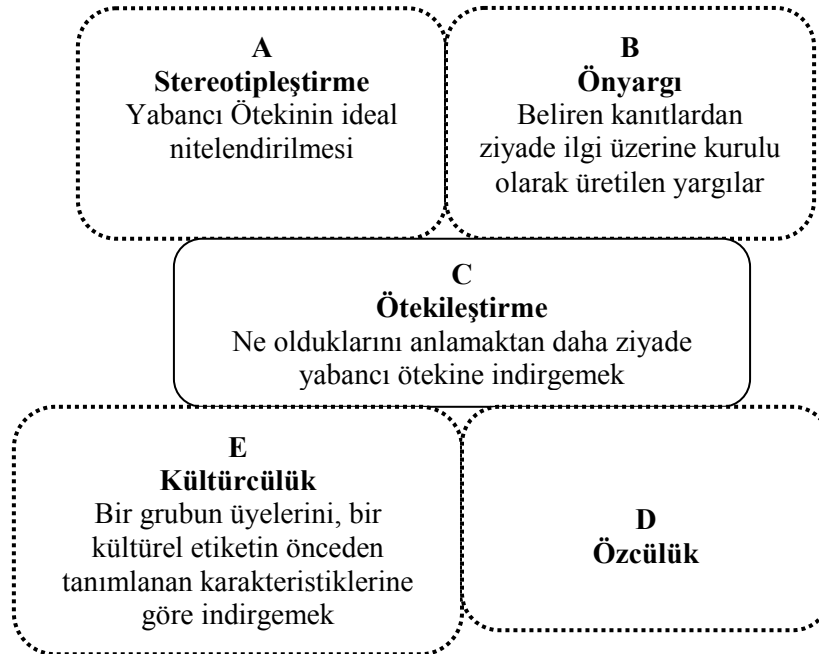 A
Stereotipleştirme
Yabancı Ötekinin ideal
nitelendirilmesi
B
Önyargı
Beliren kanıtlardan
ziyade ilgi üzerine kurulu
olarak üretilen yargılar
C
Ötekileştirme
Ne olduklarını anlamaktan daha ziyade
yabancı ötekine indirgemek
E
Kültürcülük
Bir grubun üyelerini, bir
kültürel etiketin önceden
tanımlanan karakteristiklerine
göre indirgemek
D
Özcülük